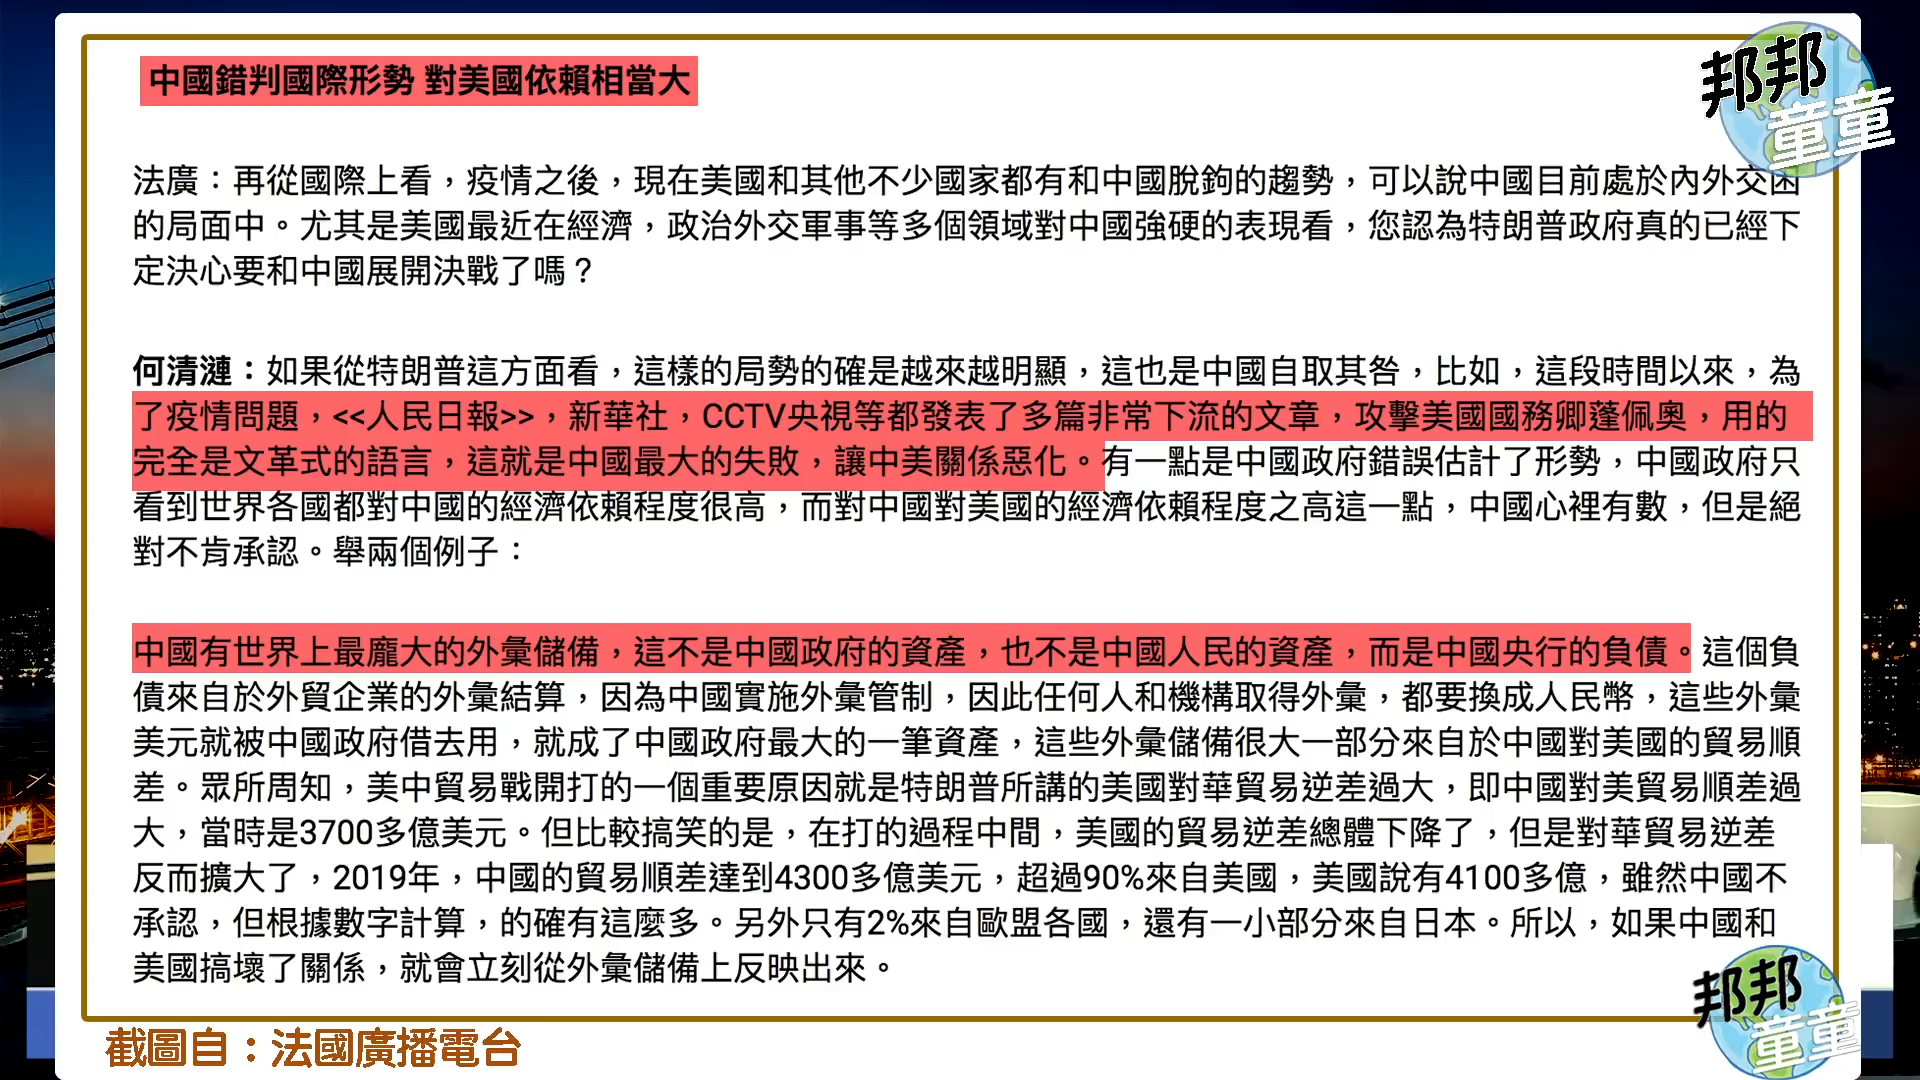 中國錯判國際形勢 對美國依賴相當大
邦邦
童童
法廣：再從國際上看，疫情之後，現在美國和其他不少國家都有和中國脫鉤的趨勢，可以說中國目前處於內外交困
的局面中。尤其是美國最近在經濟，政治外交軍事等多個領域對中國強硬的表現看，您認為特朗普政府真的已經下
定決心要和中國展開決戰了嗎？
何清漣：如果從特朗普這方面看，這樣的局勢的確是越來越明顯，這也是中國自取其咎，比如，這段時間以來，為
了疫情問題，<<人民日報>>，新華社，CCTV央視等都發表了多篇非常下流的文章，攻擊美國國務卿蓬佩奧，用的
完全是文革式的語言，這就是中國最大的失敗，讓中美關係惡化。有一點是中國政府錯誤估計了形勢，中國政府只
看到世界各國都對中國的經濟依賴程度很高，而對中國對美國的經濟依賴程度之高這一點，中國心裡有數，但是絕
對不肯承認。舉兩個例子：
中國有世界上最龐大的外彙儲備，這不是中國政府的資產，也不是中國人民的資產，而是中國央行的負債。這個負
債來自於外貿企業的外彙結算，因為中國實施外彙管制，因此任何人和機構取得外彙，都要換成人民幣，這些外彙
美元就被中國政府借去用，就成了中國政府最大的一筆資產，這些外彙儲備很大一部分來自於中國對美國的貿易順
差。眾所周知，美中貿易戰開打的一個重要原因就是特朗普所講的美國對華貿易逆差過大，即中國對美貿易順差過
大，當時是3700多億美元。但比較搞笑的是，在打的過程中間，美國的貿易逆差總體下降了，但是對華貿易逆差
反而擴大了，2019年，中國的貿易順差達到4300多億美元，超過90%來自美國，美國說有4100多億，雖然中國不
承認，但根據數字計算，的確有這麼多。另外只有2%來自歐盟各國，還有一小部分來自日本。所以，如果中國和
美國搞壞了關係，就會立刻從外彙儲備上反映出來。
邦邦
童童
截圖自：法國廣播電台